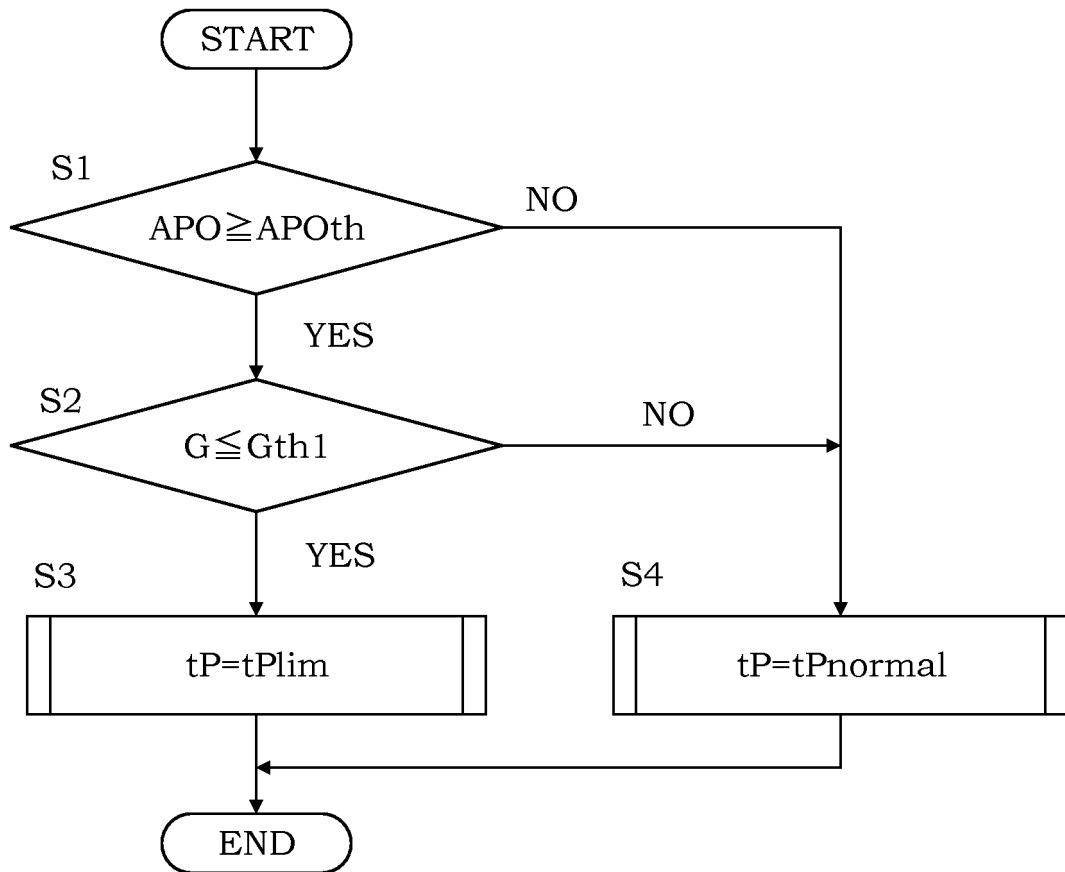 START
S1
APO≧APOth
NO
YES
S2
G≦Gth1
NO
YES
S3
tP=tPlim
S4
tP=tPnormal
END